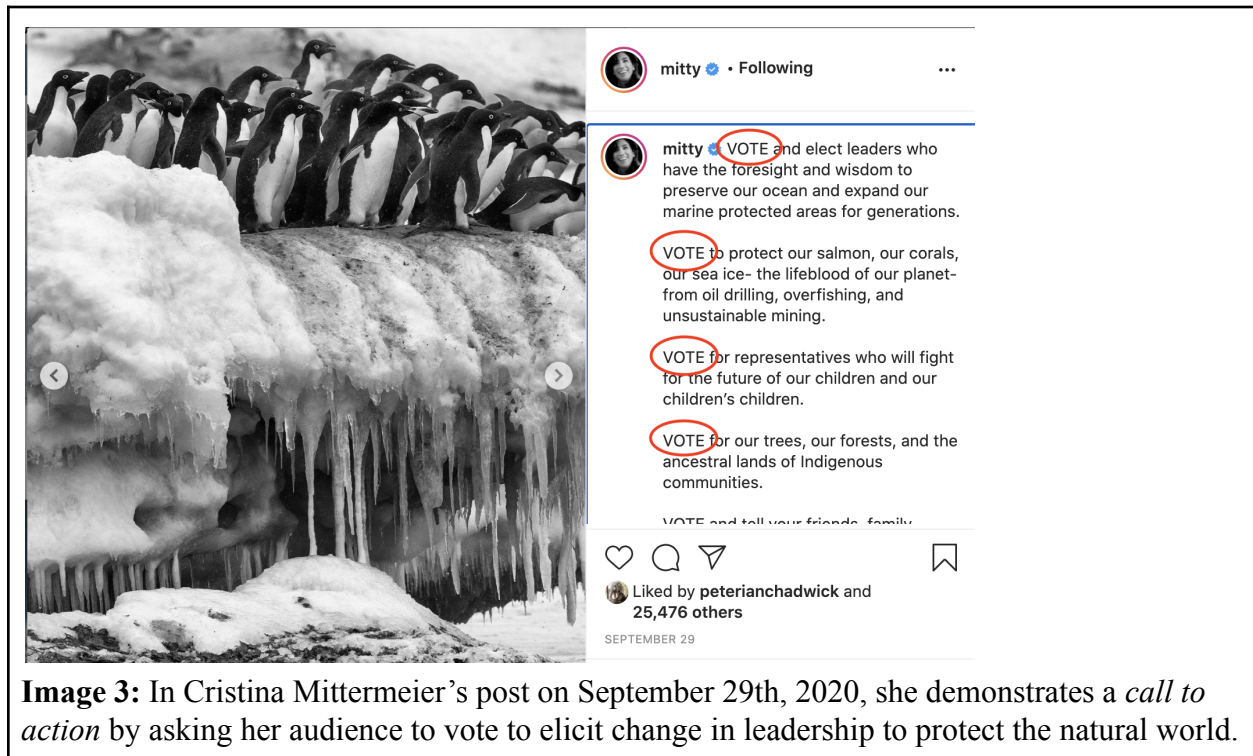 mitty • Following
mitty VOTE and elect leaders who
have the foresight and wisdom to
preserve our ocean and expand our
marine protected areas for generations.
VOTE to protect our salmon, our corals,
our sea ice- the lifeblood of our planet-
from oil drilling, overfishing, and
unsustainable mining.
VOTE for representatives who will fight
for the future of our children and our
children’s children.
VOTE for our trees, our forests, and the
ancestral lands of Indigenous
communities.
VOTE and tell your friends, family
Liked by peterianchadwick and
25,476 others
SEPTEMBER 29
Image 3: In Cristina Mittermeier’s post on September 29th, 2020, she demonstrates a call to
action by asking her audience to vote to elicit change in leadership to protect the natural world.